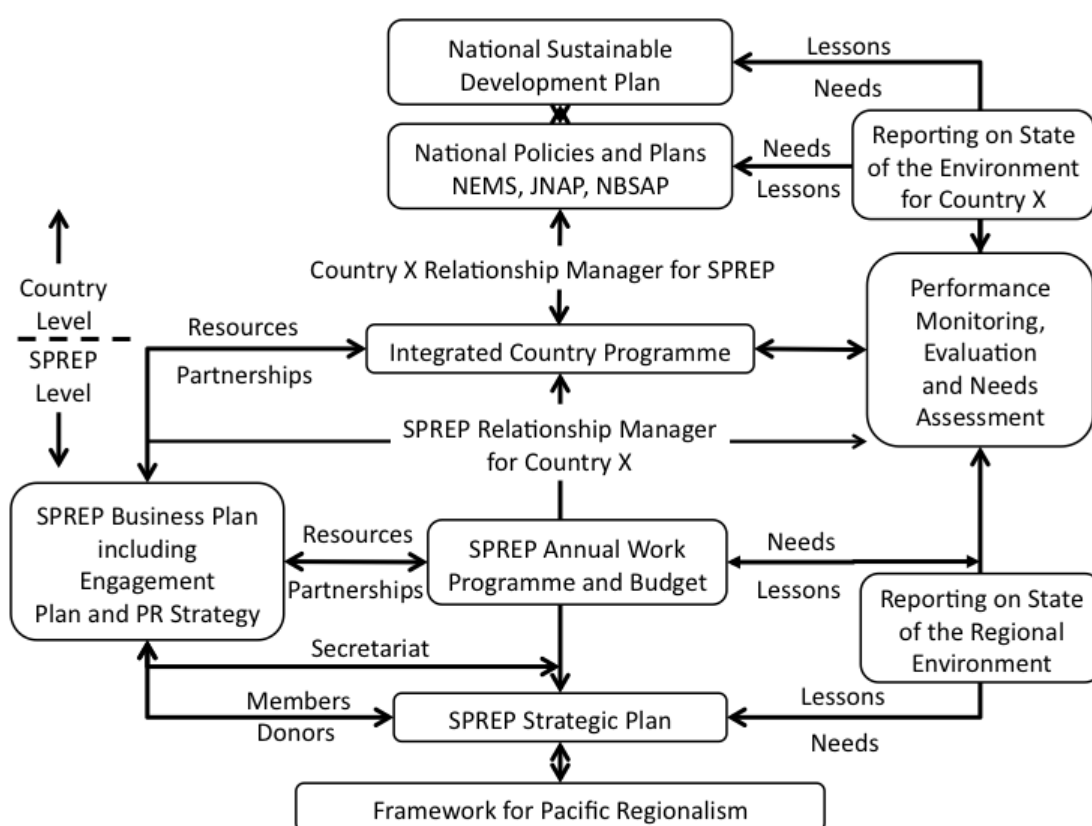 National Sustainable
Development Plan
Lessons
Needs
National Policies and Plans
NEMS, JNAP, NBSAP
Needs
Lessons
Reporting on State
of the Environment
for Country X
Country X Relationship Manager for SPREP
Country
Level
SPREP
Level
Resources
Partnerships
Integrated Country Programme
Performance
Monitoring,
Evaluation
and Needs
Assessment
SPREP Relationship Manager
for Country X
SPREP Business Plan
including
Engagement
Plan and PR Strategy
Resources
Partnerships
SPREP Annual Work
Programme and Budget
Needs
Lessons
Reporting on State
of the Regional
Environment
Secretariat
Members
Donors
SPREP Strategic Plan
Lessons
Needs
Framework for Pacific Regionalism